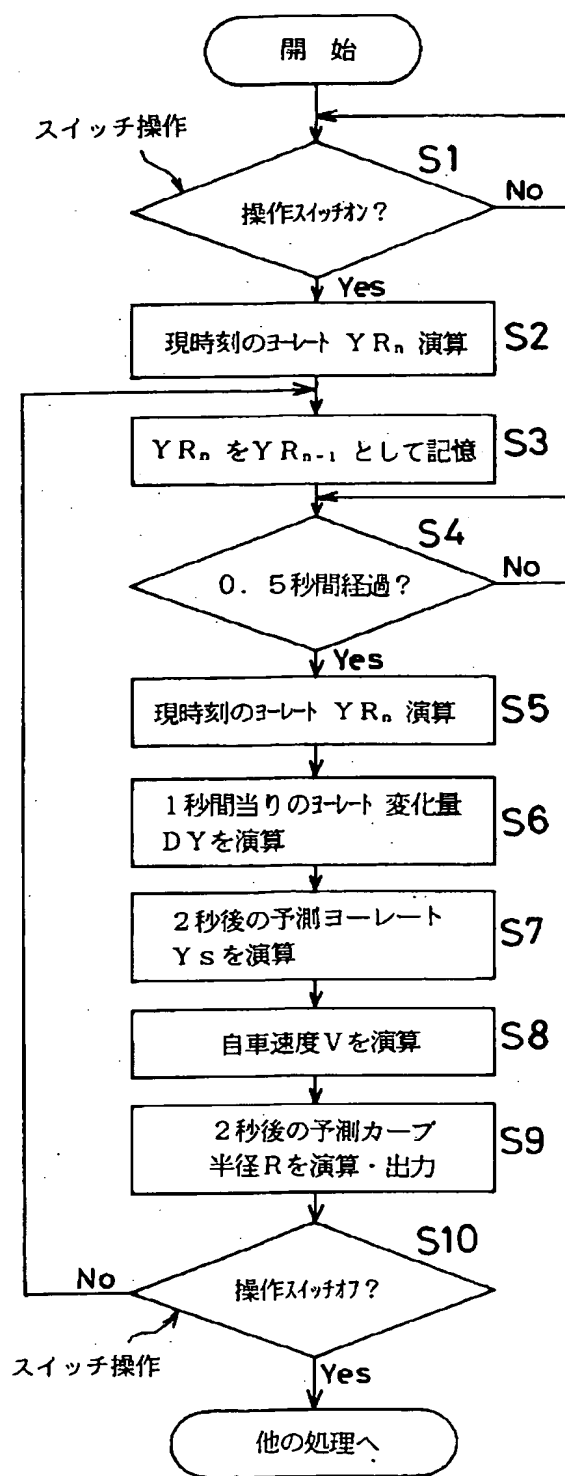 開 始
スイッチ操作
S1
操作スイッチオン?
No
Yes
現時刻のヨーレート YRn 演算
S2
YRn をYRn-1 として記憶
S3
S4
0.5秒間経過?
No
Yes
現時刻のヨーレート YRn 演算
S5
1秒間当りのヨーレート 変化量
DYを演算
S6
2秒後の予測ヨーレート
Ysを演算
S7
自車速度Vを演算
S8
2秒後の予測カーブ
半径Rを演算・出力
S9
S10
No
操作スイッチオフ?
スイッチ操作
Yes
他の処理へ